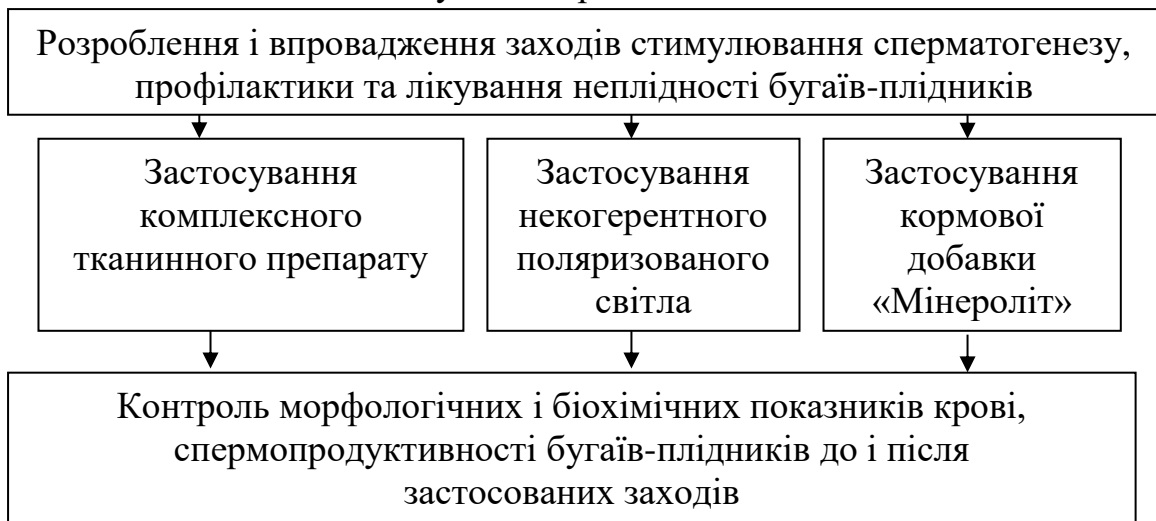 Розроблення і впровадження заходів стимулювання сперматогенезу,
профілактики та лікування неплідності бугаїв-плідників
Застосування
комплексного
тканинного препарату
Застосування
некогерентного
поляризованого
світла
Застосування
кормової
добавки
«Мінероліт»
Контроль морфологічних і біохімічних показників крові,
спермопродуктивності бугаїв-плідників до і після
застосованих заходів